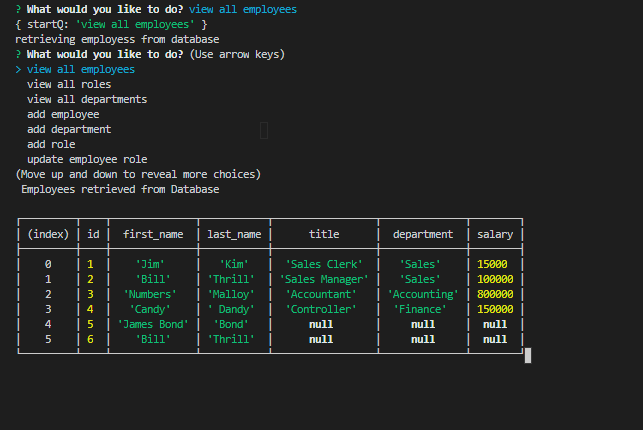 ? What would you like to do? view all employees
{ startQ: 'view all employees' }
retrieving employess from database
? What would you like to do? (Use arrow keys)
> view all employees
view all roles
view all departments
add employee
add department
add role
update employee role
(Move up and down to reveal more choices)
Employees retrieved from Database
(index) id first_name last_name title department salary
0 1 'Jim' 'Kim' 'Sales Clerk' 'Sales' 15000
1 2 'Bill' 'Thrill' 'Sales Manager' 'Sales' 100000
2 3 'Numbers' 'Malloy' 'Accountant' 'Accounting' 800000
3 4 'Candy' ' Dandy' 'Controller' 'Finance' 150000
4 5 'James Bond' 'Bond' null null null
5 6 'Bill' 'Thrill' null null null